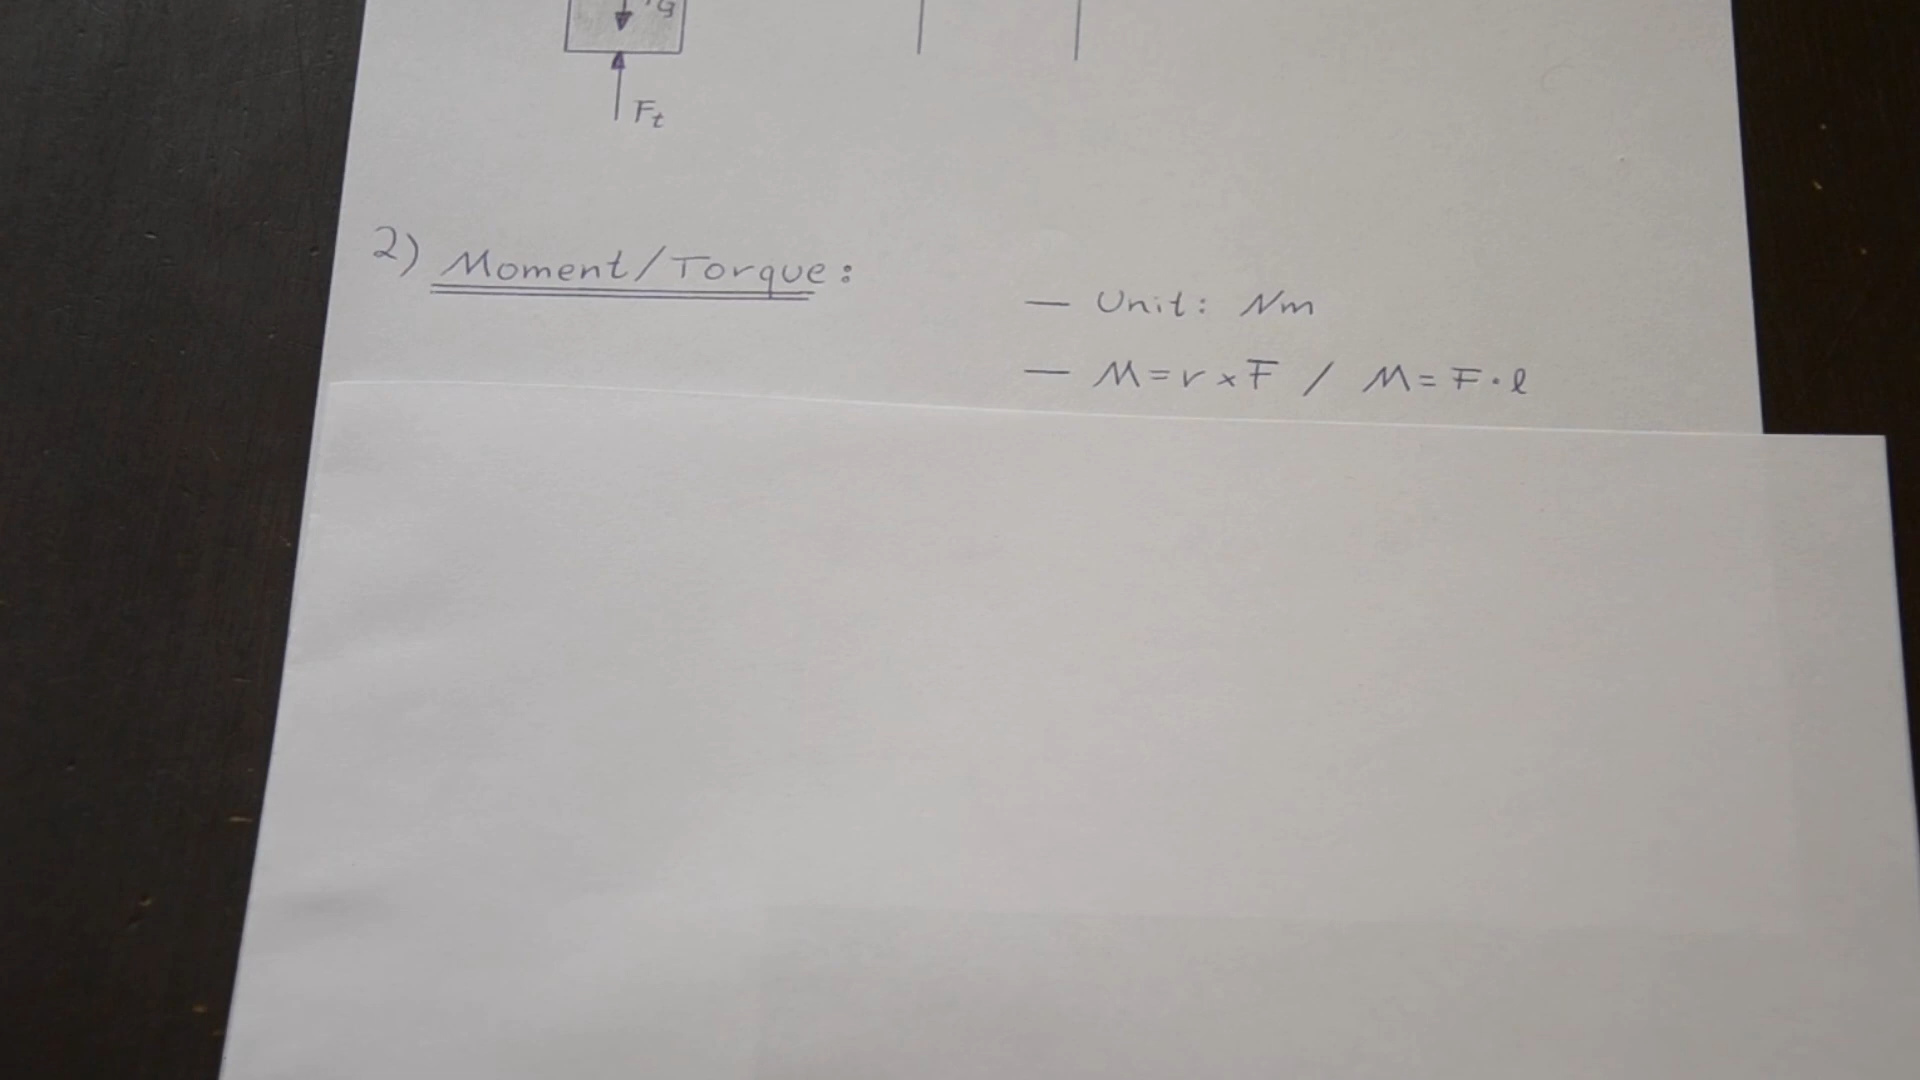 Ft
2) Moment/Torque:
— Unit: Nm
— M=r×F / M=F·l